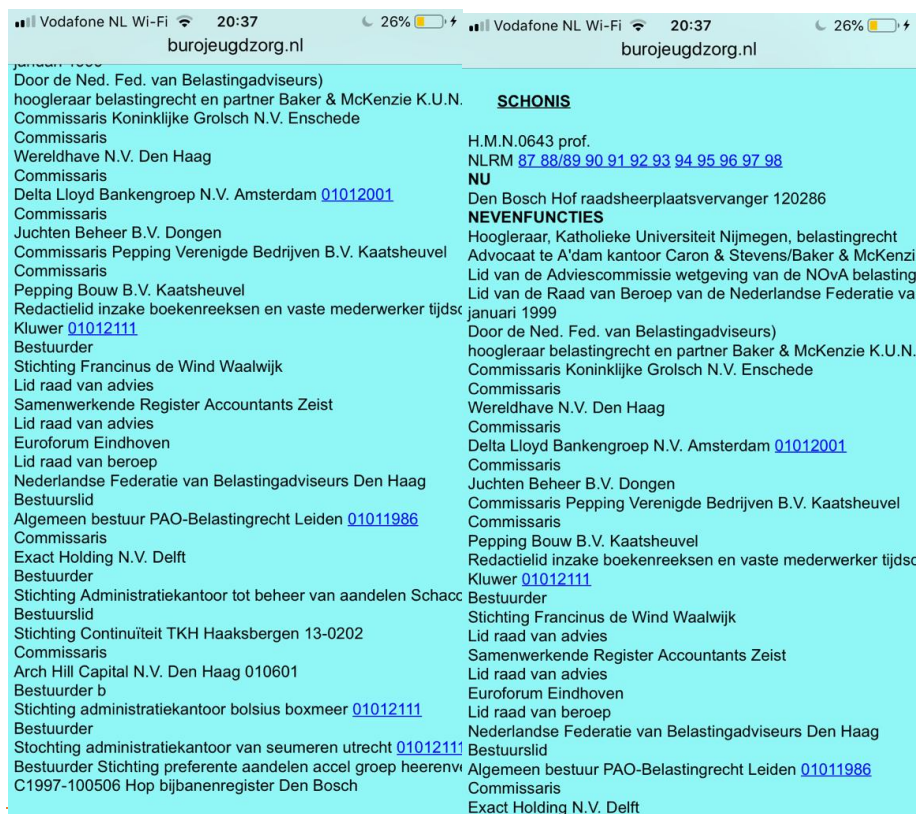 Vodafone NL Wi-Fi 20:37 26%
burojeugdzorg.nl
januari 1999
Door de Ned. Fed. van Belastingadviseurs)
hoogleraar belastingrecht en partner Baker & McKenzie K.U.N.
Commissaris Koninklijke Grolsch N.V. Enschede
Commissaris
Wereldhave N.V. Den Haag
Commissaris
Delta Lloyd Bankengroep N.V. Amsterdam 01012001
Commissaris
Juchten Beheer B.V. Dongen
Commissaris Pepping Verenigde Bedrijven B.V. Kaatsheuvel
Commissaris
Pepping Bouw B.V. Kaatsheuvel
Redactielid inzake boekenreeksen en vaste mederwerker tijdsc
Kluwer 01012111
Bestuurder
Stichting Francinus de Wind Waalwijk
Lid raad van advies
Samenwerkende Register Accountants Zeist
Lid raad van advies
Euroforum Eindhoven
Lid raad van beroep
Nederlandse Federatie van Belastingadviseurs Den Haag
Bestuurslid
Algemeen bestuur PAO-Belastingrecht Leiden 01011986
Commissaris
Exact Holding N.V. Delft
Bestuurder
Stichting Administratiekantoor tot beheer van aandelen Schacc
Bestuurslid
Stichting Continuïteit TKH Haaksbergen 13-0202
Commissaris
Arch Hill Capital N.V. Den Haag 010601
Bestuurder b
Stichting administratiekantoor bolsius boxmeer 01012111
Bestuurder
Stochting administratiekantoor van seumeren utrecht 01012111
Bestuurder Stichting preferente aandelen accel groep heerenve
C1997-100506 Hop bijbanenregister Den Bosch
Vodafone NL Wi-Fi 20:37 26%
burojeugdzorg.nl
SCHONIS
H.M.N.0643 prof.
NLRM 87 88/89 90 91 92 93 94 95 96 97 98
NU
Den Bosch Hof raadsheerplaatsvervanger 120286
NEVENFUNCTIES
Hoogleraar, Katholieke Universiteit Nijmegen, belastingrecht
Advocaat te A'dam kantoor Caron & Stevens/Baker & McKenzi
Lid van de Adviescommissie wetgeving van de NOvA belasting
Lid van de Raad van Beroep van de Nederlandse Federatie va
januari 1999
Door de Ned. Fed. van Belastingadviseurs)
hoogleraar belastingrecht en partner Baker & McKenzie K.U.N.
Commissaris Koninklijke Grolsch N.V. Enschede
Commissaris
Wereldhave N.V. Den Haag
Commissaris
Delta Lloyd Bankengroep N.V. Amsterdam 01012001
Commissaris
Juchten Beheer B.V. Dongen
Commissaris Pepping Verenigde Bedrijven B.V. Kaatsheuvel
Commissaris
Pepping Bouw B.V. Kaatsheuvel
Redactielid inzake boekenreeksen en vaste mederwerker tijdsc
Kluwer 01012111
Bestuurder
Stichting Francinus de Wind Waalwijk
Lid raad van advies
Samenwerkende Register Accountants Zeist
Lid raad van advies
Euroforum Eindhoven
Lid raad van beroep
Nederlandse Federatie van Belastingadviseurs Den Haag
Bestuurslid
Algemeen bestuur PAO-Belastingrecht Leiden 01011986
Commissaris
Exact Holding N.V. Delft